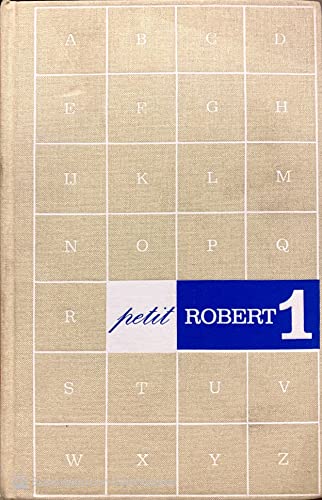 A B C D
E F G H
IJ K L M
N O P Q
R petit ROBERT 1
S T U V
W X Y Z